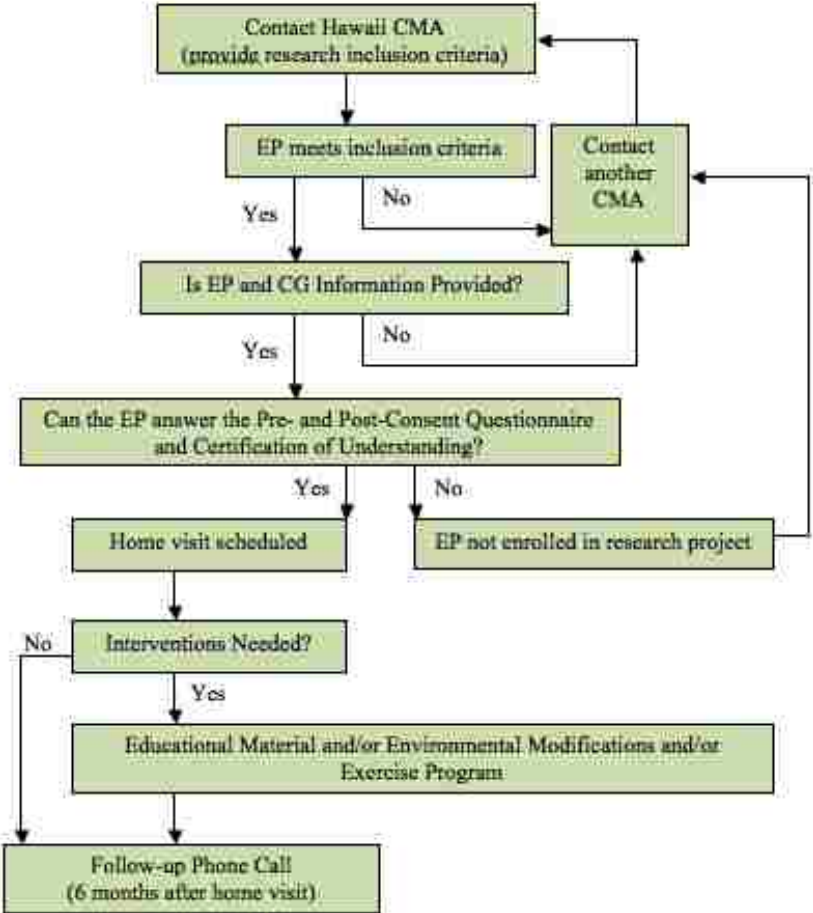 Contact Hawaii CMA
(provide research inclusion criteria)
EP meets inclusion criteria
Contact
another
CMA
No
Yes
Is EP and CG Information Provided?
No
Yes
Can the EP answer the Pre- and Post-Consent Questionnaire
and Certification of Understanding?
Yes
No
Home visit scheduled
EP not enrolled in research project
No
Interventions Needed?
Yes
Educational Material and/or Environmental Modifications and/or
Exercise Program
Follow-up Phone Call
(6 months after home visit)